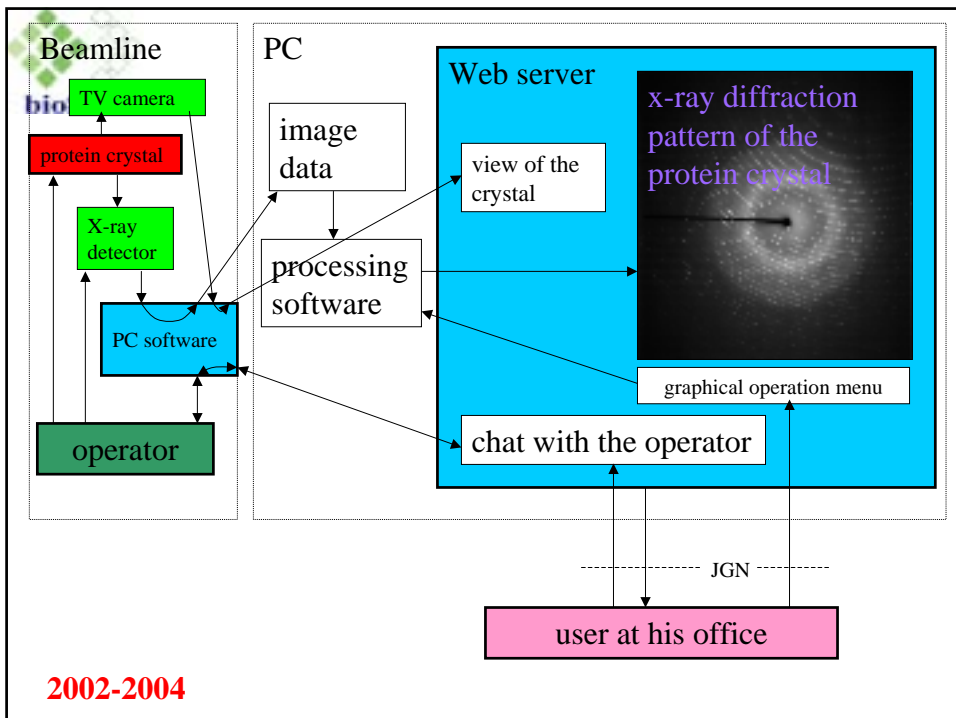 Beamline
PC
TV camera
protein crystal
X-ray
detector
PC software
operator
image
data
processing
software
Web server
view of the
crystal
x-ray diffraction
pattern of the
protein crystal
graphical operation menu
chat with the operator
JGN
user at his office
2002-2004